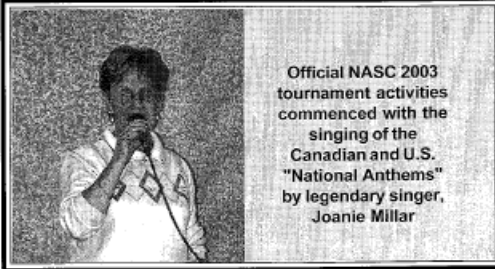 Official NASC 2003
tournament activities
commenced with the
singing of the
Canadian and U.S.
"National Anthems"
by legendary singer,
Joanie Millar